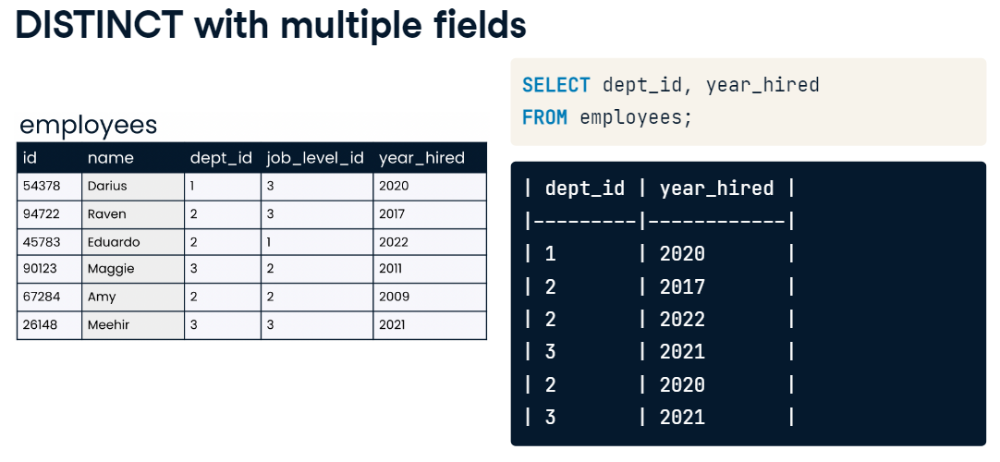 DISTINCT with multiple fields
employees
id name dept_id job_level_id year_hired
54378 Darius 1 3 2020
94722 Raven 2 3 2017
45783 Eduardo 2 1 2022
90123 Maggie 3 2 2011
67284 Amy 2 2 2009
26148 Meehir 3 3 2021
SELECT dept_id, year_hired
FROM employees;
| dept_id | year_hired |
|---------|------------|
| 1 | 2020 |
| 2 | 2017 |
| 2 | 2022 |
| 3 | 2021 |
| 2 | 2020 |
| 3 | 2021 |